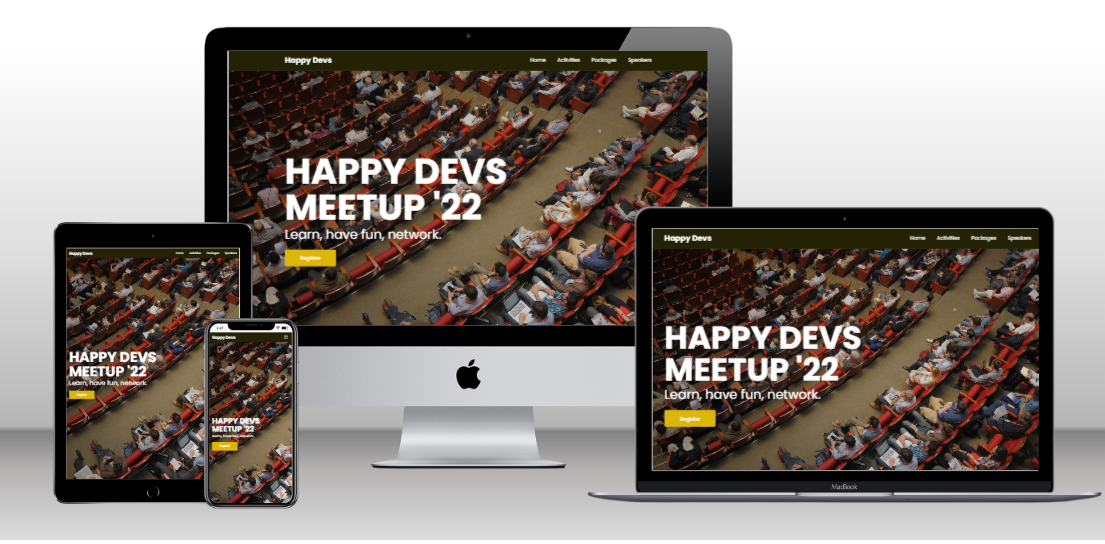 Happy Devs
Home Activities Packages Speakers
HAPPY DEVS
MEETUP '22
Learn, have fun, network.
Register
Happy Devs
Home Activities Packages Speakers
HAPPY DEVS
MEETUP '22
Learn, have fun, network.
Register
Happy Devs
HAPPY DEVS
MEETUP '22
Learn, have fun, network.
Register
Happy Devs
Home Activities Packages Speakers
HAPPY DEVS
MEETUP '22
Learn, have fun, network.
Register
MacBook